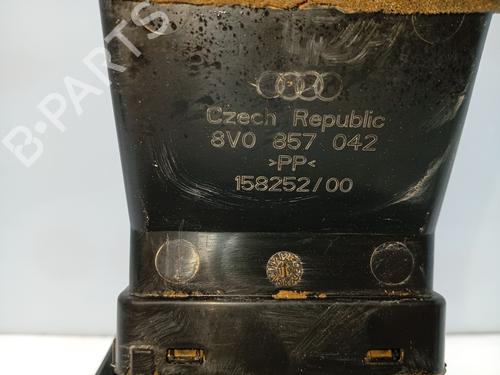 B-PARTS
Czech Republic
8V0 857 042
>PP<
158252/00